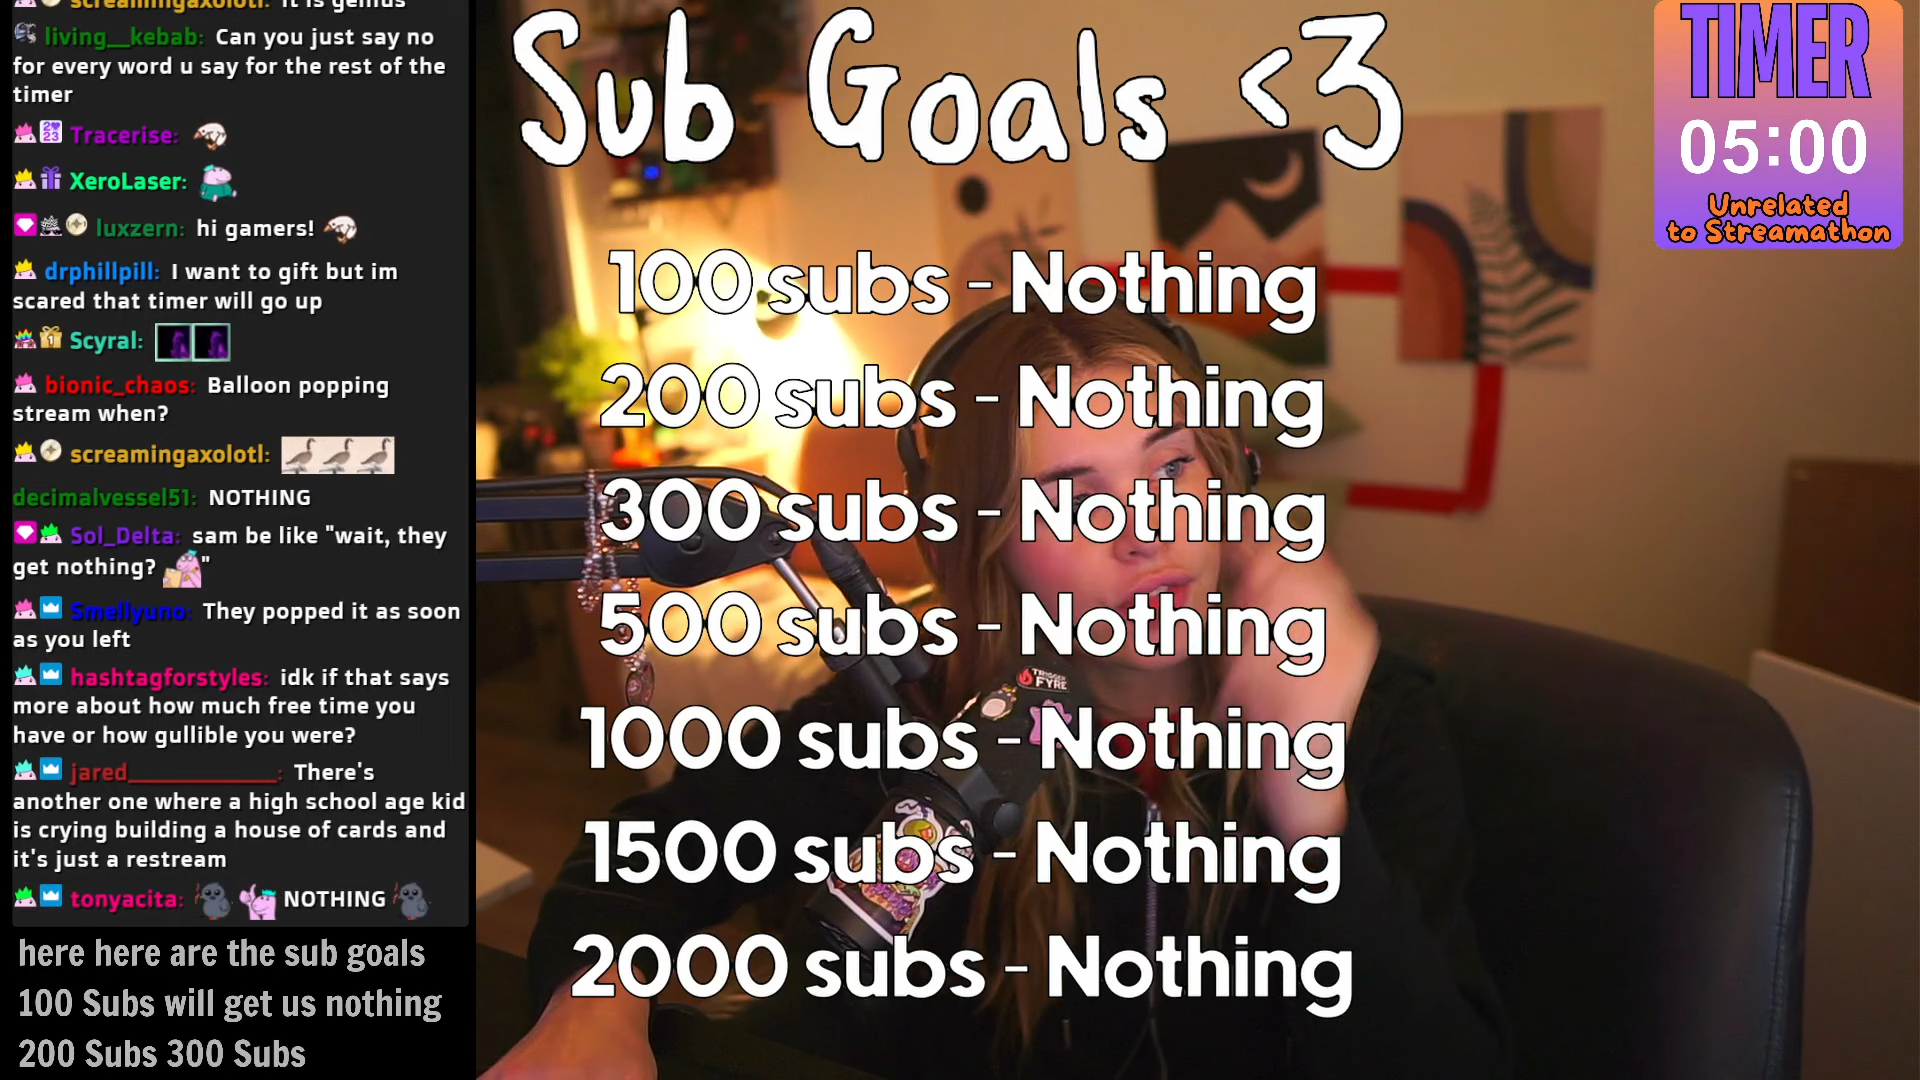 screamingaxolotl: it is genius
living__kebab: Can you just say no
for every word u say for the rest of the
timer
Tracerise:
XeroLaser:
luxzern: hi gamers!
drphillpill: I want to gift but im
scared that timer will go up
Scyral:
bionic_chaos: Balloon popping
stream when?
screamingaxolotl:
decimalvessel51: NOTHING
Sol_Delta: sam be like "wait, they
get nothing? "
Smellyuno: They popped it as soon
as you left
hashtagforstyles: idk if that says
more about how much free time you
have or how gullible you were?
jared____________: There's
another one where a high school age kid
is crying building a house of cards and
it's just a restream
tonyacita: NOTHING
here here are the sub goals
100 Subs will get us nothing
200 Subs 300 Subs
Sub Goals <3
100 subs - Nothing
200 subs - Nothing
300 subs - Nothing
500 subs - Nothing
1000 subs - Nothing
1500 subs - Nothing
2000 subs - Nothing
TRIGGER
FYRE
TIMER
05:00
Unrelated
to Streamathon